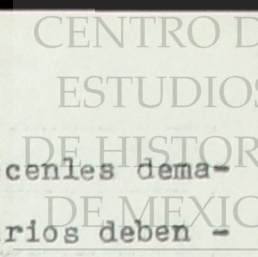 CENTRO D
ESTUDIOS
cenles dema-
DE HISTOR
rios deben -
DE MEXIC